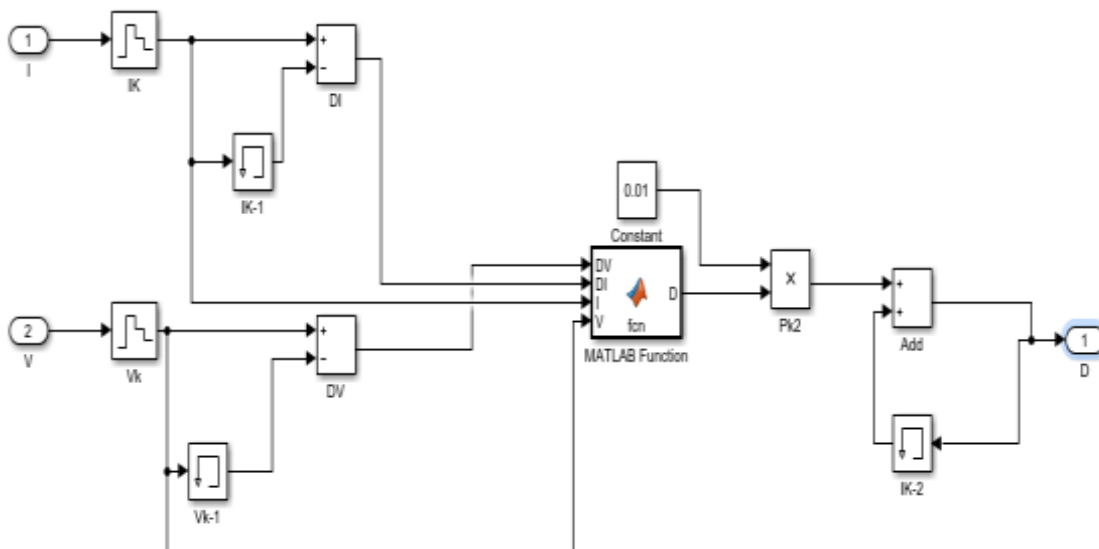 1
I
IK
+
−
DI
IK-1
0.01
Constant
DV
DI
I
V
D
fcn
MATLAB Function
X
Pk2
+
+
Add
1
D
IK-2
2
V
Vk
+
−
DV
Vk-1